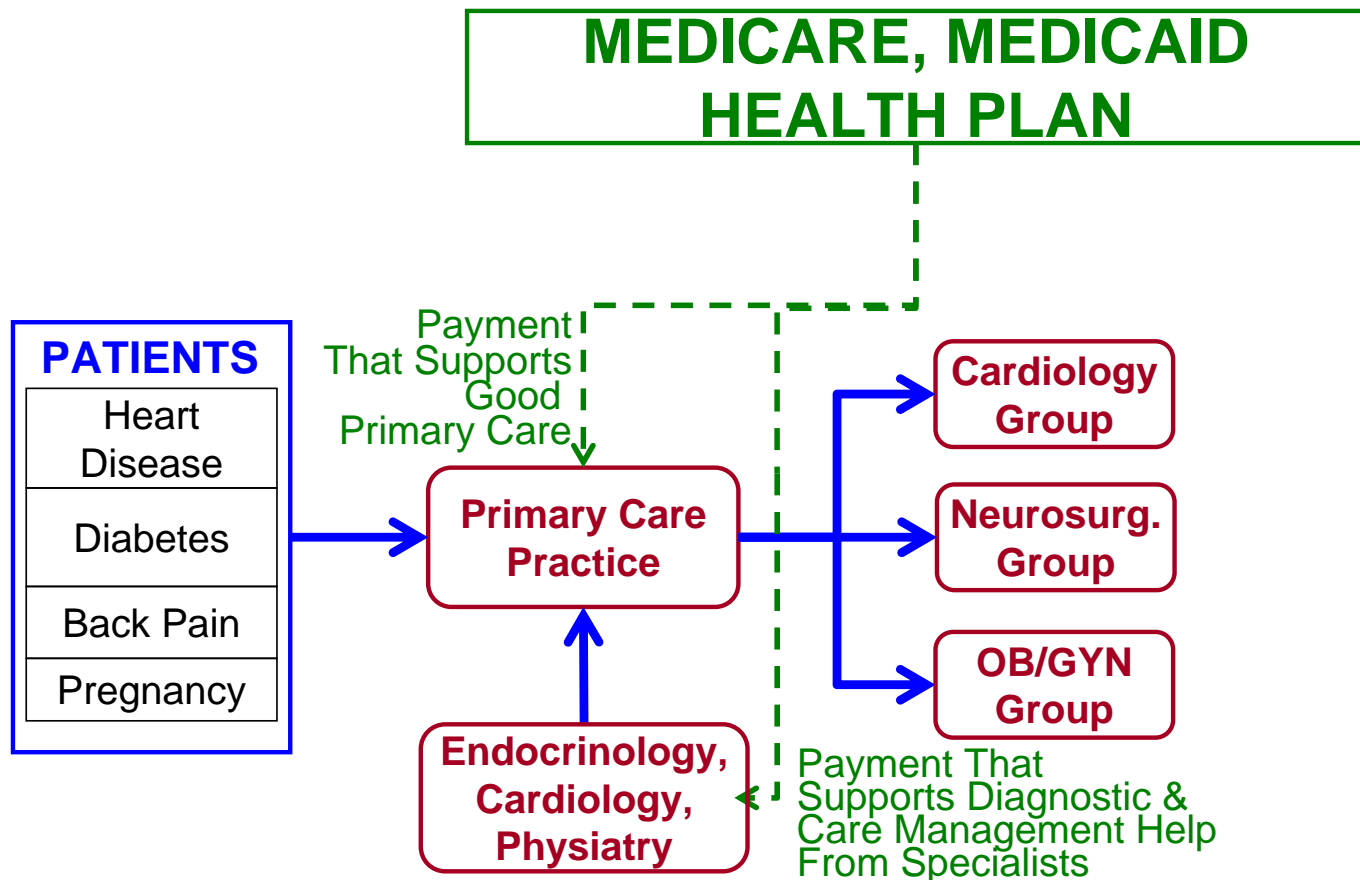 MEDICARE, MEDICAID
HEALTH PLAN
PATIENTS
Heart
Disease
Diabetes
Back Pain
Pregnancy
Payment
That Supports
Good
Primary Care
Primary Care
Practice
Endocrinology,
Cardiology,
Physiatry
Cardiology
Group
Neurosurg.
Group
OB/GYN
Group
Payment That
Supports Diagnostic &
Care Management Help
From Specialists